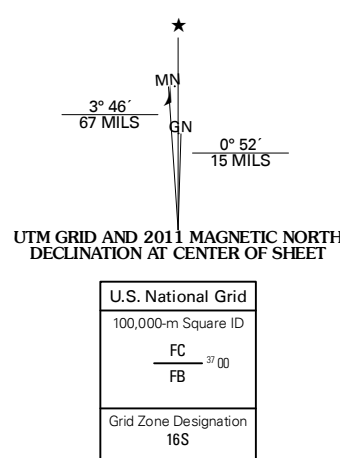 ★
MN
3° 46´
67 MILS
GN
0° 52´
15 MILS
UTM GRID AND 2011 MAGNETIC NORTH
DECLINATION AT CENTER OF SHEET
U.S. National Grid
100,000-m Square ID
FC
37 00
FB
Grid Zone Designation
16S